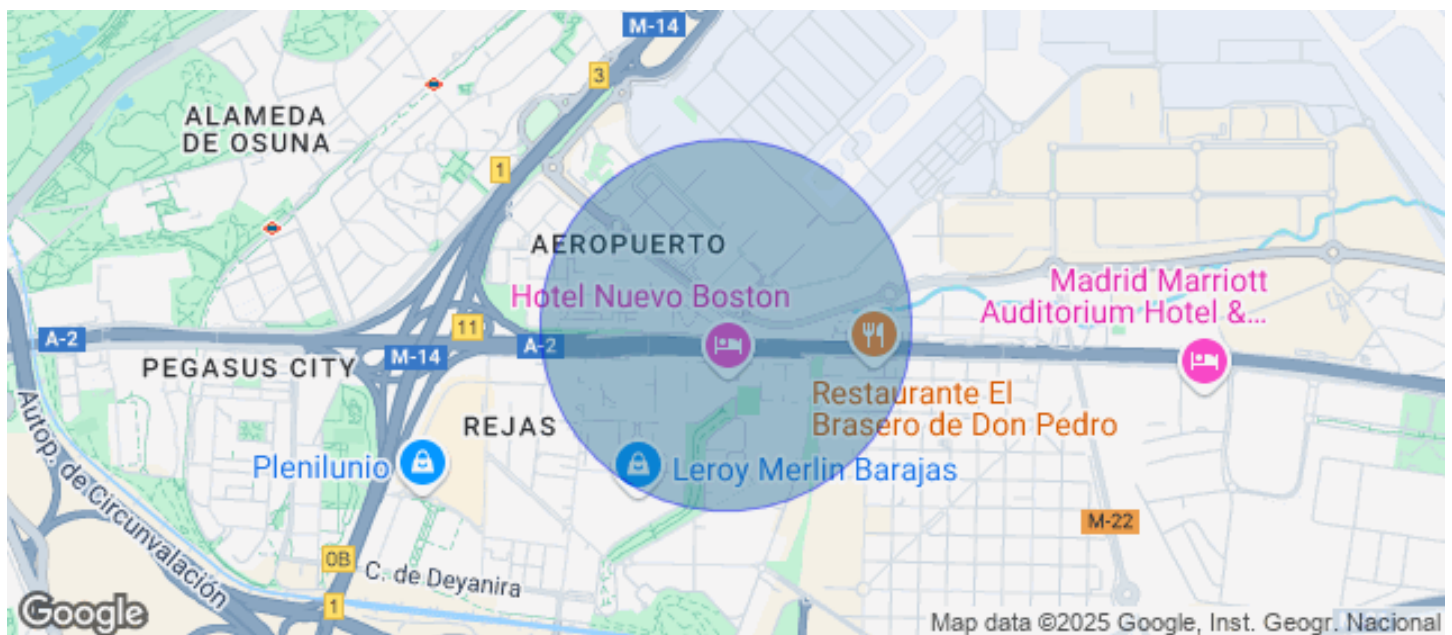 M-14
3
ALAMEDA
DE OSUNA
1
AEROPUERTO
Hotel Nuevo Boston
Madrid Marriott
Auditorium Hotel &...
11
A-2
A-2
M-14
PEGASUS CITY
Restaurante El
Brasero de Don Pedro
REJAS
Autop. de Circunvalación
Plenilunio
Leroy Merlin Barajas
M-22
0B
C. de Deyanira
1
Google
Map data ©2025 Google, Inst. Geogr. Nacional